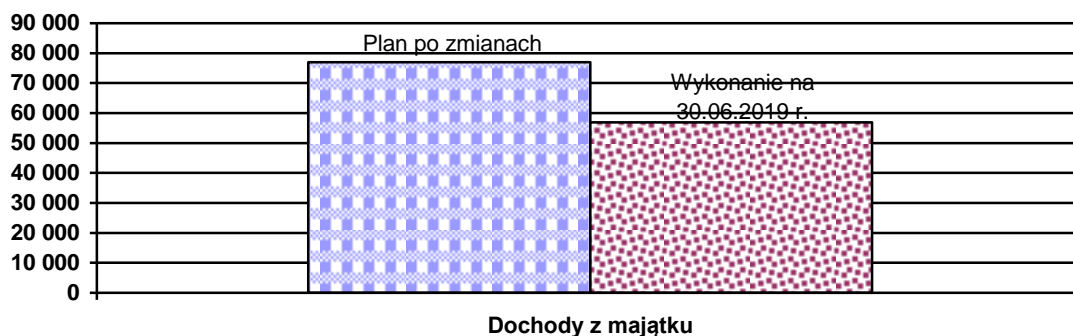 90 000
80 000
70 000
60 000
50 000
40 000
30 000
20 000
10 000
0
Plan po zmianach
Wykonanie na
30.06.2019 r.
Dochody z majątku